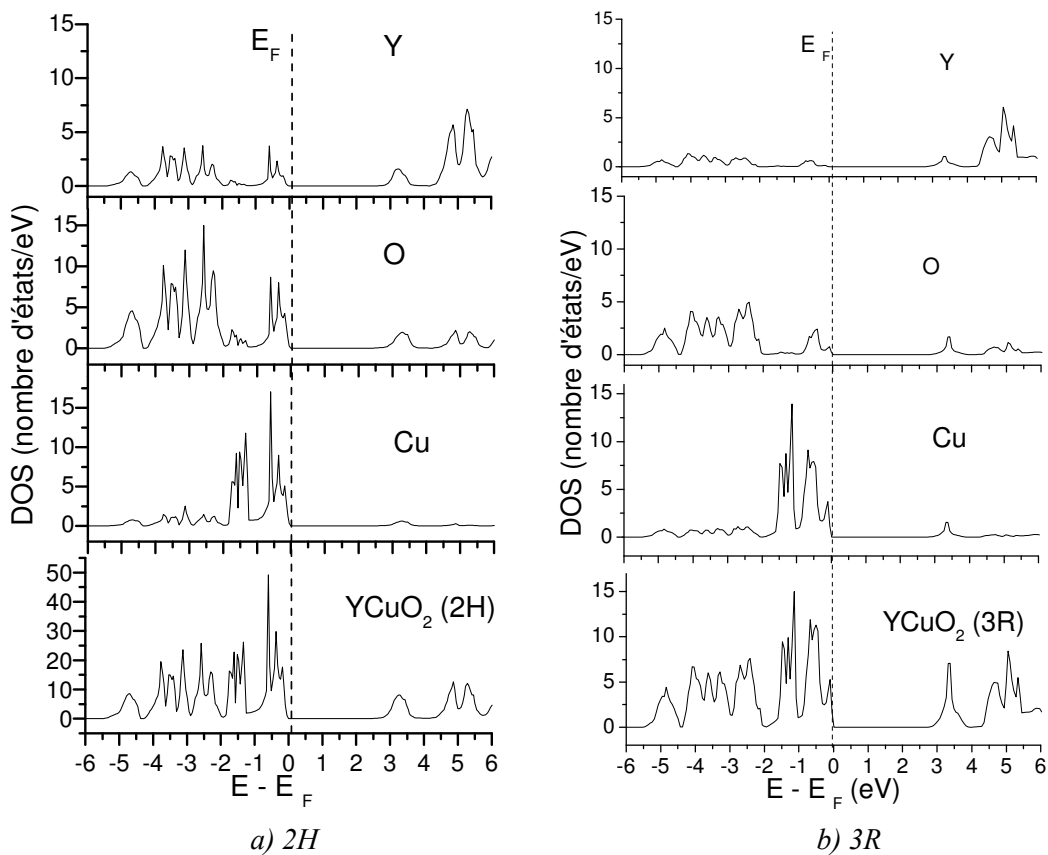 15
10
5
0
E_F
Y
15
10
5
0
O
15
10
5
0
Cu
50
40
30
20
10
0
YCuO₂ (2H)
-6 -5 -4 -3 -2 -1 0 1 2 3 4 5 6
E - E_F
DOS (nombre d'états/eV)
a) 2H
15
10
5
0
E_F
Y
15
10
5
0
O
15
10
5
0
Cu
15
10
5
0
YCuO₂ (3R)
-6 -5 -4 -3 -2 -1 0 1 2 3 4 5 6
E - E_F (eV)
DOS (nombre d'états/eV)
b) 3R